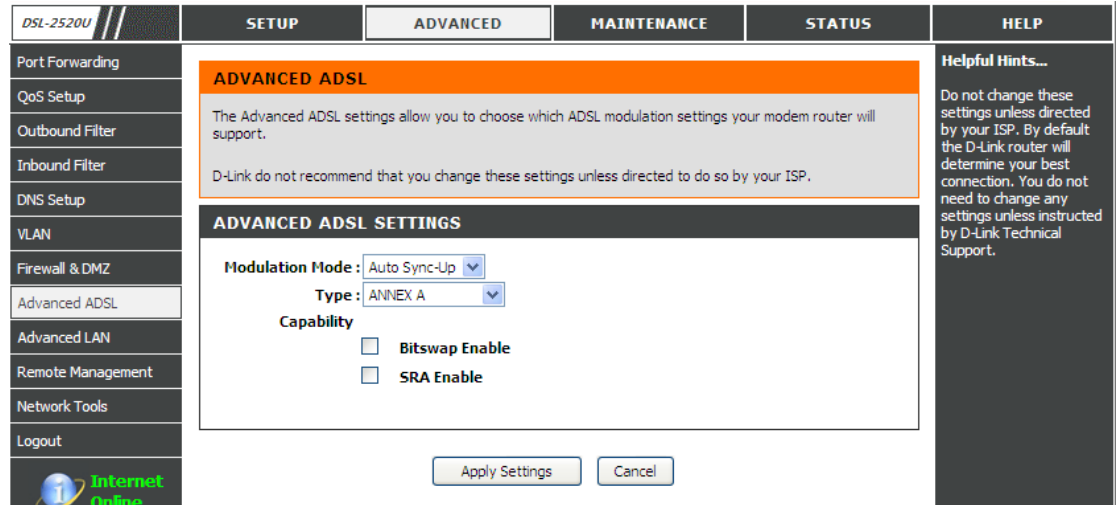 DSL-2520U
SETUP
ADVANCED
MAINTENANCE
STATUS
HELP
Port Forwarding
QoS Setup
Outbound Filter
Inbound Filter
DNS Setup
VLAN
Firewall & DMZ
Advanced ADSL
Advanced LAN
Remote Management
Network Tools
Logout
Internet
Online
ADVANCED ADSL
The Advanced ADSL settings allow you to choose which ADSL modulation settings your modem router will
support.
D-Link do not recommend that you change these settings unless directed to do so by your ISP.
ADVANCED ADSL SETTINGS
Modulation Mode : Auto Sync-Up
Type : ANNEX A
Capability
Bitswap Enable
SRA Enable
Apply Settings
Cancel
Helpful Hints...
Do not change these
settings unless directed
by your ISP. By default
the D-Link router will
determine your best
connection. You do not
need to change any
settings unless instructed
by D-Link Technical
Support.